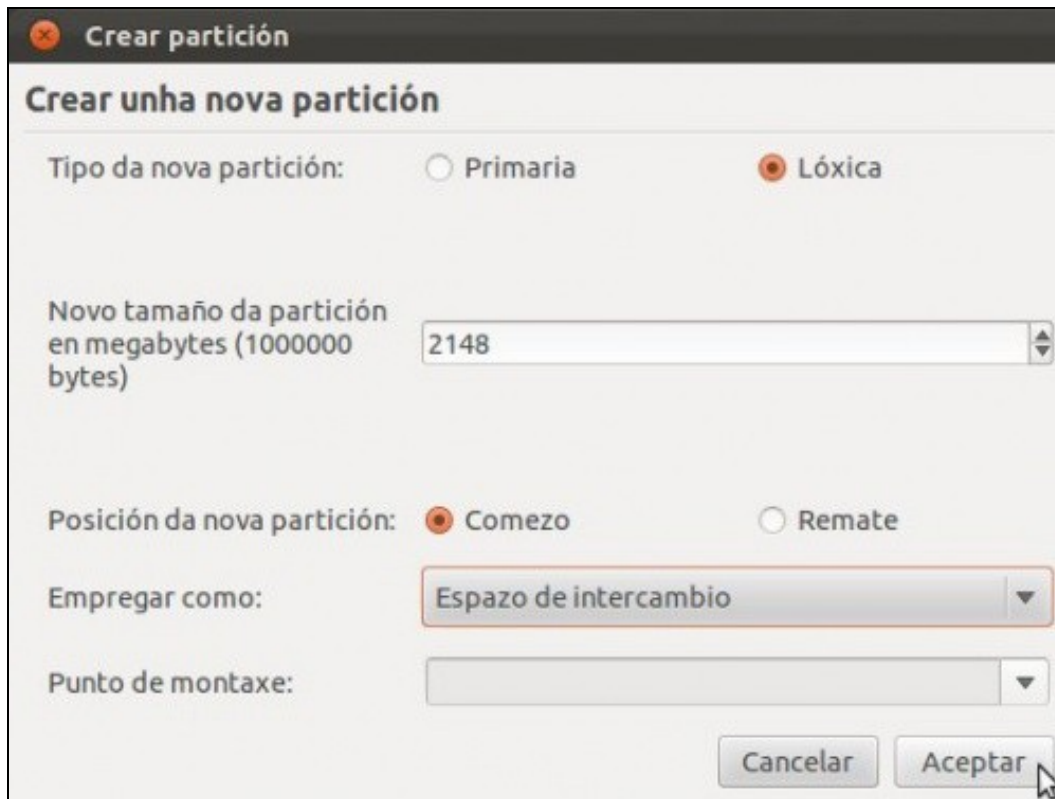 Crear partición
Crear unha nova partición
Tipo da nova partición: Primaria Lóxica
Novo tamaño da partición
en megabytes (1000000
bytes)
2148
Posición da nova partición: Comezo Remate
Empregar como: Espazo de intercambio
Punto de montaxe:
Cancelar Aceptar